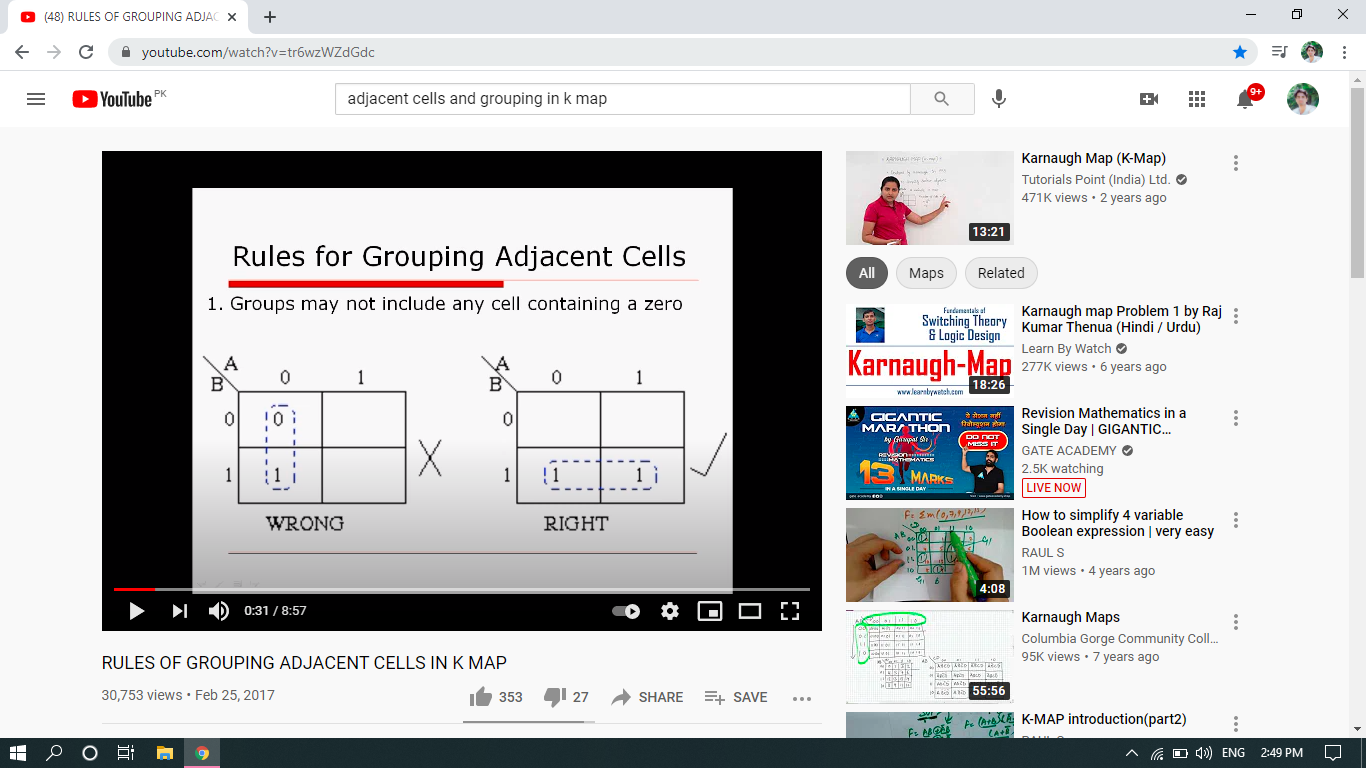 (48) RULES OF GROUPING ADJAC
youtube.com/watch?v=tr6wzWZdGdc
YouTube PK
adjacent cells and grouping in k map
9+
Rules for Grouping Adjacent Cells
1. Groups may not include any cell containing a zero
A
B
0 1
0 0
1 1
WRONG
A
B
0 1
0
1 1 1
RIGHT
0:31 / 8:57
RULES OF GROUPING ADJACENT CELLS IN K MAP
30,753 views • Feb 25, 2017
353
27
SHARE
SAVE
Karnaugh Map (K-Map)
Tutorials Point (India) Ltd.
471K views • 2 years ago
13:21
All
Maps
Related
Fundamentals of
Switching Theory
& Logic Design
Karnaugh-Map
www.learnbywatch.com
18:26
Karnaugh map Problem 1 by Raj
Kumar Thenua (Hindi / Urdu)
Learn By Watch
277K views • 6 years ago
GIGANTIC
MARATHON
by Gurupal Sir
DO NOT
MISS IT
REVISION
MATHEMATICS
13 MARKS
IN A SINGLE DAY
Revision Mathematics in a
Single Day | GIGANTIC...
GATE ACADEMY
2.5K watching
LIVE NOW
4:08
How to simplify 4 variable
Boolean expression | very easy
RAUL S
1M views • 4 years ago
55:56
Karnaugh Maps
Columbia Gorge Community Coll...
95K views • 7 years ago
K-MAP introduction(part2)
ENG
2:49 PM